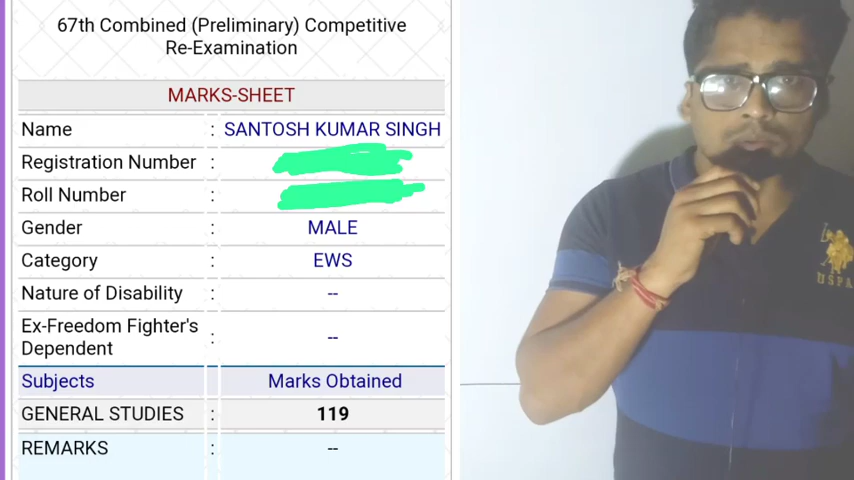 67th Combined (Preliminary) Competitive
Re-Examination
MARKS-SHEET
Name : SANTOSH KUMAR SINGH
Registration Number :
Roll Number :
Gender : MALE
Category : EWS
Nature of Disability : --
Ex-Freedom Fighter's
Dependent : --
Subjects Marks Obtained
GENERAL STUDIES : 119
REMARKS : --